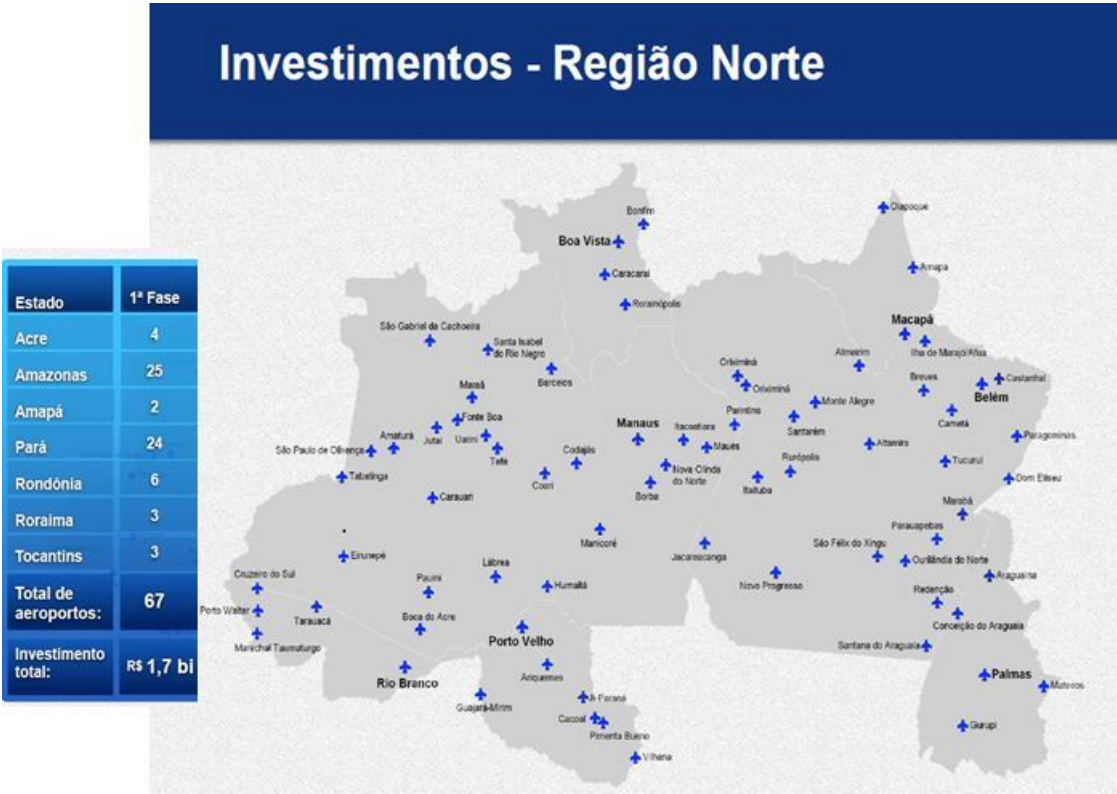 Investimentos - Região Norte
Estado 1ª Fase
Acre 4
Amazonas 25
Amapá 2
Pará 24
Rondônia 6
Roraima 3
Tocantins 3
Total de
aeroportos: 67
Investimento
total: R$ 1,7 bi
Bonfim
Oiapoque
Boa Vista
Caracaraí
Amapa
Rorainópolis
Macapá
São Gabriel da Cachoeira
Santa Isabel
do Rio Negro
Almeirim
Ilha de Marajó/Afuá
Oriximiná
Oriximiná
Barcelos
Breves
Castanhal
Belém
Maraã
Monte Alegre
Fonte Boa
Manaus
Parintins
Santarém
Cametá
Jutaí
Uarini
Itacoatiara
Amaturá
Maués
Altamira
Paragominas
São Paulo de Olivença
Tefé
Codajás
Rurópolis
Tucuruí
Tabatinga
Coari
Nova Olinda
do Norte
Borba
Itaituba
Dom Eliseu
Carauari
Marabá
Manicoré
Parauapebas
Jacareacanga
São Félix do Xingu
Eirunepé
Ourilândia do Norte
Lábrea
Cruzeiro do Sul
Pauini
Humaitá
Novo Progresso
Araguaína
Redenção
Porto Walter
Tarauacá
Boca do Acre
Conceição do Araguaia
Marechal Taumaturgo
Porto Velho
Santana do Araguaia
Rio Branco
Ariquemes
Palmas
Mateiros
Guajará-Mirim
Ji-Paraná
Cacoal
Pimenta Bueno
Gurupi
Vilhena